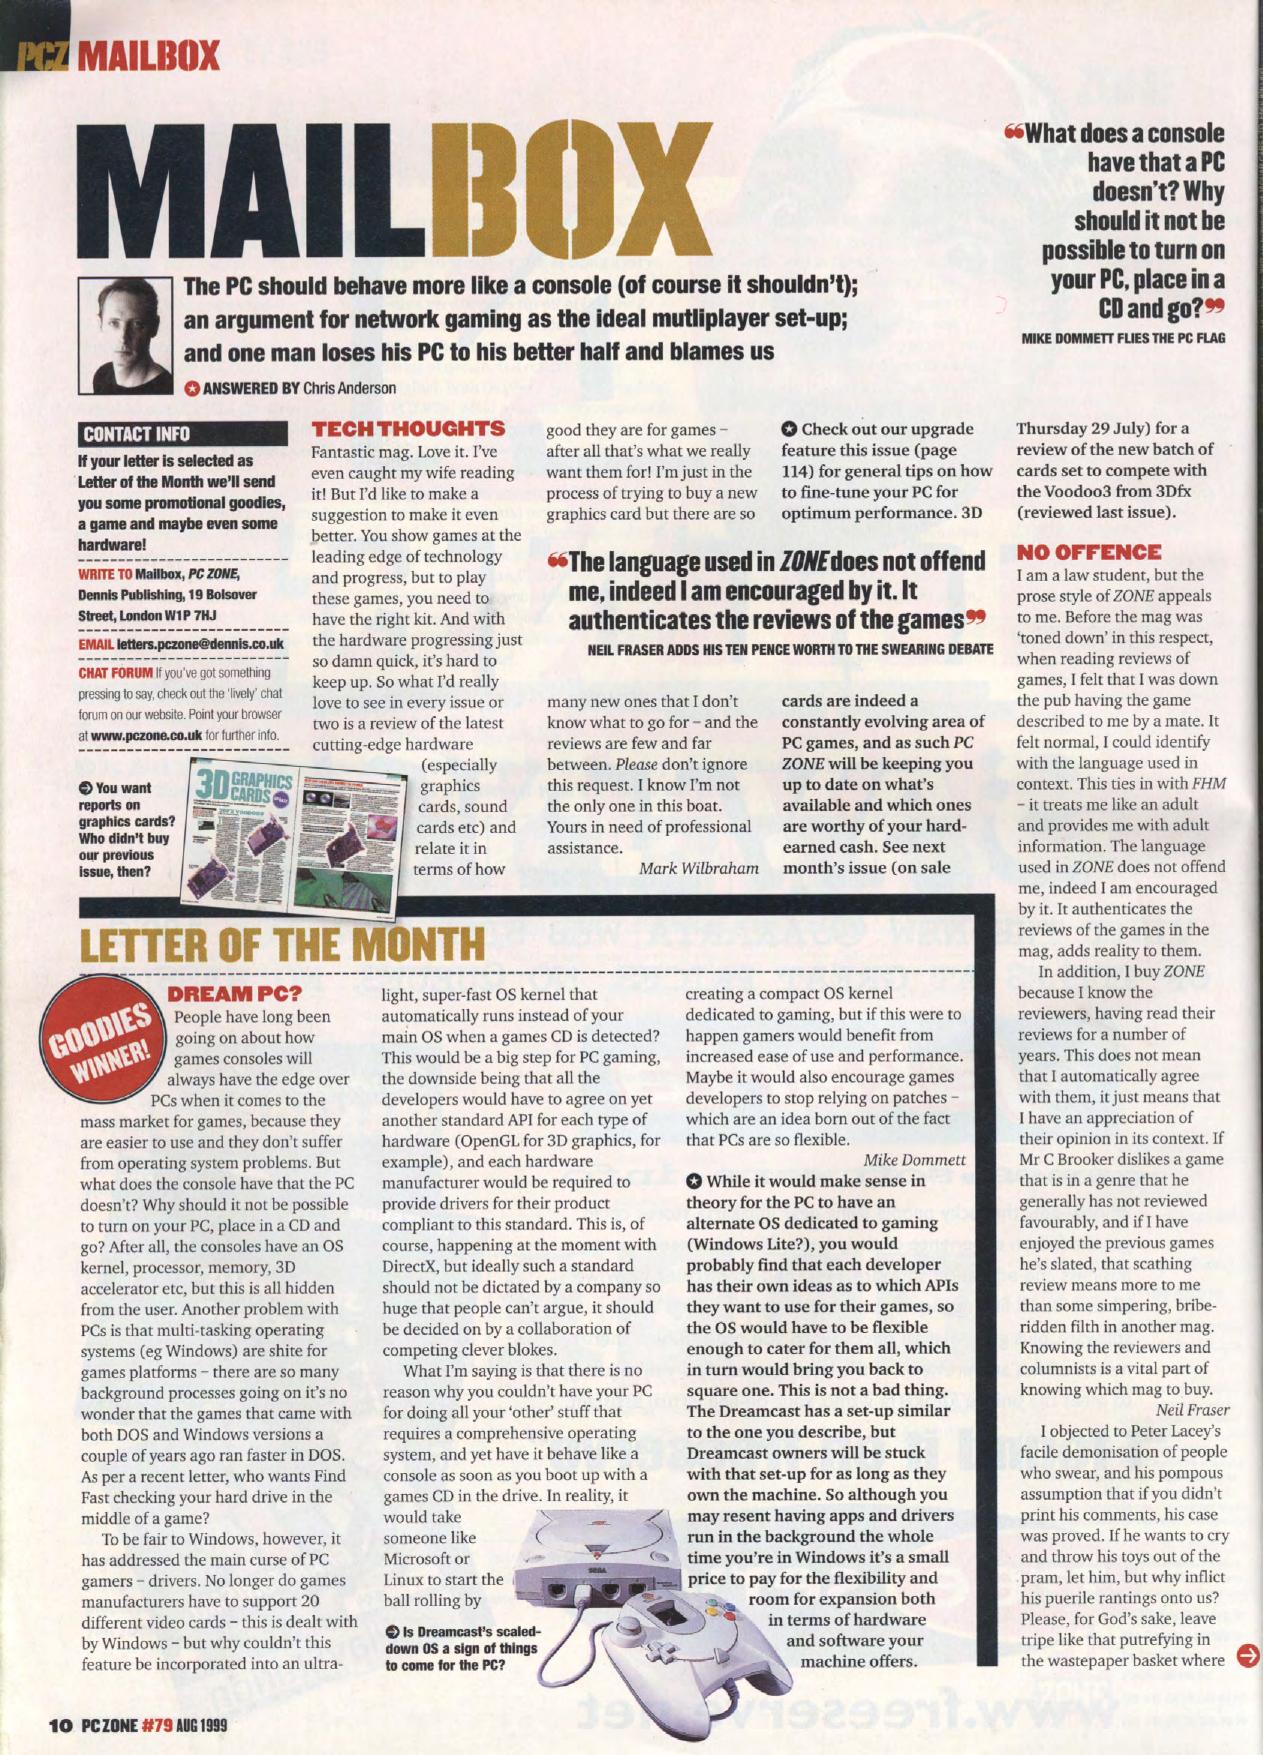 PCZ MAILBOX
MAILBOX
The PC should behave more like a console (of course it shouldn't);
an argument for network gaming as the ideal mutliplayer set-up;
and one man loses his PC to his better half and blames us
ANSWERED BY Chris Anderson
“What does a console
have that a PC
doesn't? Why
should it not be
possible to turn on
your PC, place in a
CD and go?”
MIKE DOMMETT FLIES THE PC FLAG
CONTACT INFO
If your letter is selected as
Letter of the Month we'll send
you some promotional goodies,
a game and maybe even some
hardware!
WRITE TO Mailbox, PC ZONE,
Dennis Publishing, 19 Bolsover
Street, London W1P 7HJ
EMAIL letters.pczone@dennis.co.uk
CHAT FORUM If you've got something
pressing to say, check out the 'lively' chat
forum on our website. Point your browser
at www.pczone.co.uk for further info.
You want
reports on
graphics cards?
Who didn't buy
our previous
issue, then?
3D GRAPHICS
CARDS
TECH THOUGHTS
Fantastic mag. Love it. I've
even caught my wife reading
it! But I'd like to make a
suggestion to make it even
better. You show games at the
leading edge of technology
and progress, but to play
these games, you need to
have the right kit. And with
the hardware progressing just
so damn quick, it's hard to
keep up. So what I'd really
love to see in every issue or
two is a review of the latest
cutting-edge hardware
(especially
graphics
cards, sound
cards etc) and
relate it in
terms of how
good they are for games –
after all that's what we really
want them for! I'm just in the
process of trying to buy a new
graphics card but there are so
“The language used in ZONE does not offend
me, indeed I am encouraged by it. It
authenticates the reviews of the games”
NEIL FRASER ADDS HIS TEN PENCE WORTH TO THE SWEARING DEBATE
many new ones that I don't
know what to go for – and the
reviews are few and far
between. Please don't ignore
this request. I know I'm not
the only one in this boat.
Yours in need of professional
assistance.
Mark Wilbraham
Check out our upgrade
feature this issue (page
114) for general tips on how
to fine-tune your PC for
optimum performance. 3D
cards are indeed a
constantly evolving area of
PC games, and as such PC
ZONE will be keeping you
up to date on what's
available and which ones
are worthy of your hard-
earned cash. See next
month's issue (on sale
Thursday 29 July) for a
review of the new batch of
cards set to compete with
the Voodoo3 from 3Dfx
(reviewed last issue).
NO OFFENCE
I am a law student, but the
prose style of ZONE appeals
to me. Before the mag was
'toned down' in this respect,
when reading reviews of
games, I felt that I was down
the pub having the game
described to me by a mate. It
felt normal, I could identify
with the language used in
context. This ties in with FHM
– it treats me like an adult
and provides me with adult
information. The language
used in ZONE does not offend
me, indeed I am encouraged
by it. It authenticates the
reviews of the games in the
mag, adds reality to them.
In addition, I buy ZONE
because I know the
reviewers, having read their
reviews for a number of
years. This does not mean
that I automatically agree
with them, it just means that
I have an appreciation of
their opinion in its context. If
Mr C Brooker dislikes a game
that is in a genre that he
generally has not reviewed
favourably, and if I have
enjoyed the previous games
he's slated, that scathing
review means more to me
than some simpering, bribe-
ridden filth in another mag.
Knowing the reviewers and
columnists is a vital part of
knowing which mag to buy.
Neil Fraser
I objected to Peter Lacey's
facile demonisation of people
who swear, and his pompous
assumption that if you didn't
print his comments, his case
was proved. If he wants to cry
and throw his toys out of the
pram, let him, but why inflict
his puerile rantings onto us?
Please, for God's sake, leave
tripe like that putrefying in
the wastepaper basket where
LETTER OF THE MONTH
GOODIES
WINNER!
DREAM PC?
People have long been
going on about how
games consoles will
always have the edge over
PCs when it comes to the
mass market for games, because they
are easier to use and they don't suffer
from operating system problems. But
what does the console have that the PC
doesn't? Why should it not be possible
to turn on your PC, place in a CD and
go? After all, the consoles have an OS
kernel, processor, memory, 3D
accelerator etc, but this is all hidden
from the user. Another problem with
PCs is that multi-tasking operating
systems (eg Windows) are shite for
games platforms – there are so many
background processes going on it's no
wonder that the games that came with
both DOS and Windows versions a
couple of years ago ran faster in DOS.
As per a recent letter, who wants Find
Fast checking your hard drive in the
middle of a game?
To be fair to Windows, however, it
has addressed the main curse of PC
gamers – drivers. No longer do games
manufacturers have to support 20
different video cards – this is dealt with
by Windows – but why couldn't this
feature be incorporated into an ultra-
light, super-fast OS kernel that
automatically runs instead of your
main OS when a games CD is detected?
This would be a big step for PC gaming,
the downside being that all the
developers would have to agree on yet
another standard API for each type of
hardware (OpenGL for 3D graphics, for
example), and each hardware
manufacturer would be required to
provide drivers for their product
compliant to this standard. This is, of
course, happening at the moment with
DirectX, but ideally such a standard
should not be dictated by a company so
huge that people can't argue, it should
be decided on by a collaboration of
competing clever blokes.
What I'm saying is that there is no
reason why you couldn't have your PC
for doing all your 'other' stuff that
requires a comprehensive operating
system, and yet have it behave like a
console as soon as you boot up with a
games CD in the drive. In reality, it
would take
someone like
Microsoft or
Linux to start the
ball rolling by
Is Dreamcast's scaled-
down OS a sign of things
to come for the PC?
SEGA
creating a compact OS kernel
dedicated to gaming, but if this were to
happen gamers would benefit from
increased ease of use and performance.
Maybe it would also encourage games
developers to stop relying on patches –
which are an idea born out of the fact
that PCs are so flexible.
Mike Dommett
While it would make sense in
theory for the PC to have an
alternate OS dedicated to gaming
(Windows Lite?), you would
probably find that each developer
has their own ideas as to which APIs
they want to use for their games, so
the OS would have to be flexible
enough to cater for them all, which
in turn would bring you back to
square one. This is not a bad thing.
The Dreamcast has a set-up similar
to the one you describe, but
Dreamcast owners will be stuck
with that set-up for as long as they
own the machine. So although you
may resent having apps and drivers
run in the background the whole
time you're in Windows it's a small
price to pay for the flexibility and
room for expansion both
in terms of hardware
and software your
machine offers.
10 PC ZONE #79 AUG 1999